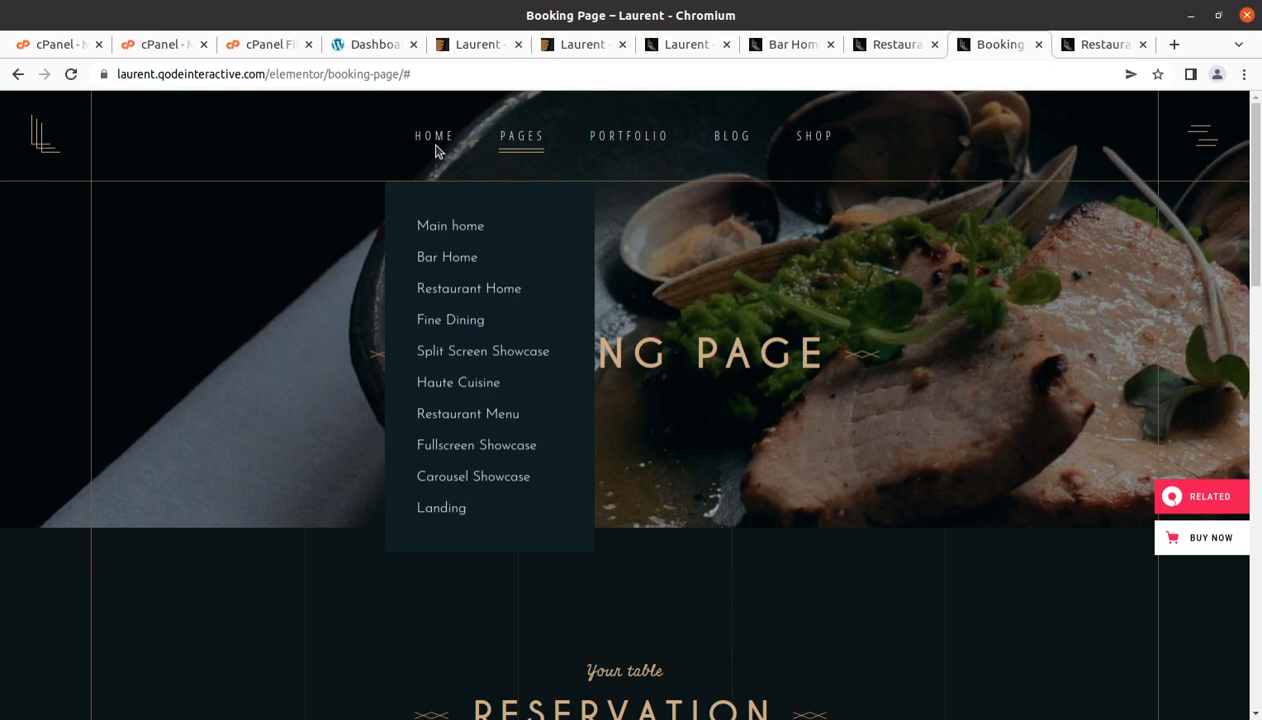 Booking Page – Laurent - Chromium
cPanel - cPanel - cPanel Fi Dashboa Laurent - Laurent - Laurent - Bar Hom Restaura Booking Restaura
laurent.qodeinteractive.com/elementor/booking-page/#
HOME PAGES PORTFOLIO BLOG SHOP
Main home
Bar Home
Restaurant Home
Fine Dining
Split Screen Showcase
NG PAGE
Haute Cuisine
Restaurant Menu
Fullscreen Showcase
Carousel Showcase
Landing
RELATED
BUY NOW
Your table
RESERVATION